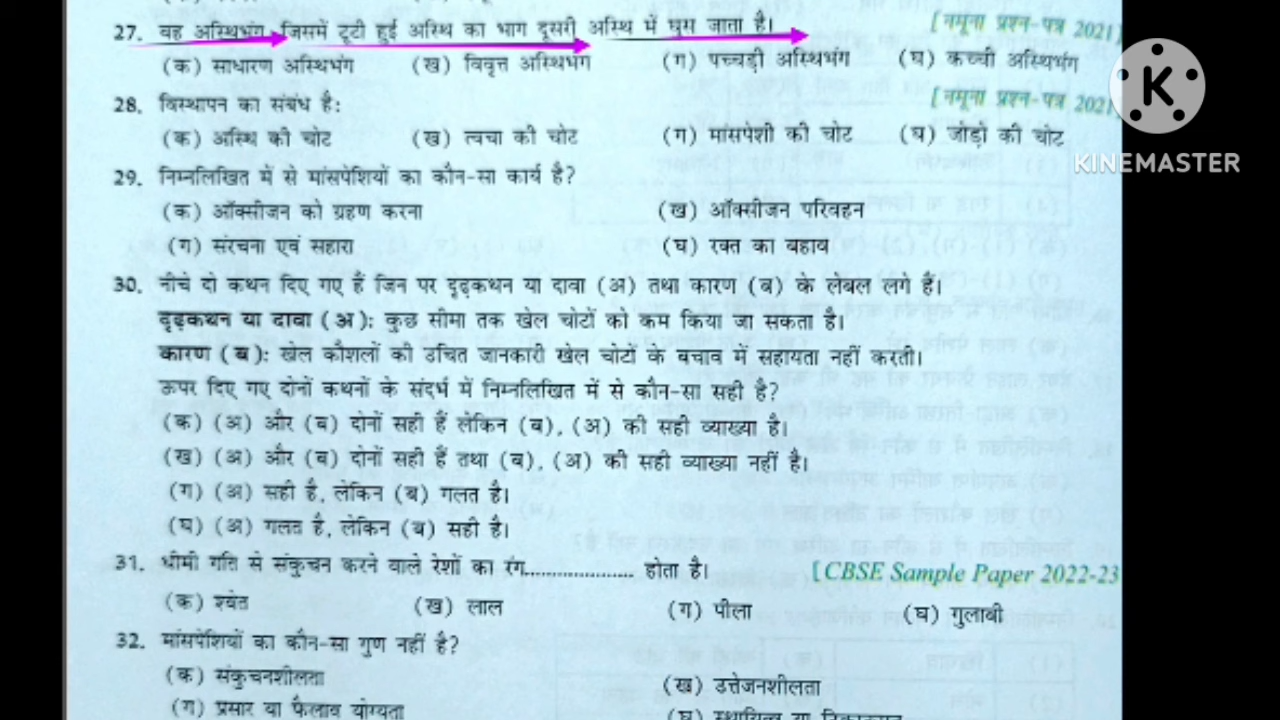 27. वह अस्थिभंग जिसमें टूटी हुई अस्थि का भाग दूसरी अस्थि में घुस जाता है। [नमूना प्रश्न-पत्र 2021]
(क) साधारण अस्थिभंग (ख) विवृत्त अस्थिभंग (ग) पच्चड़ी अस्थिभंग (घ) कच्ची अस्थिभंग
28. विस्थापन का संबंध है: [नमूना प्रश्न-पत्र 2021
(क) अस्थि की चोट (ख) त्वचा की चोट (ग) मांसपेशी की चोट (घ) जोड़ों की चोट
K
KINEMASTER
29. निम्नलिखित में से मांसपेशियों का कौन-सा कार्य है?
(क) ऑक्सीजन को ग्रहण करना (ख) ऑक्सीजन परिवहन
(ग) संरचना एवं सहारा (घ) रक्त का बहाव
30. नीचे दो कथन दिए गए हैं जिन पर दृढ़कथन या दावा (अ) तथा कारण (ब) के लेबल लगे हैं।
दृढ़कथन या दावा (अ): कुछ सीमा तक खेल चोटों को कम किया जा सकता है।
कारण (ब): खेल कौशलों की उचित जानकारी खेल चोटों के बचाव में सहायता नहीं करती।
ऊपर दिए गए दोनों कथनों के संदर्भ में निम्नलिखित में से कौन-सा सही है?
(क) (अ) और (ब) दोनों सही हैं लेकिन (ब), (अ) की सही व्याख्या है।
(ख) (अ) और (ब) दोनों सही हैं तथा (ब), (अ) की सही व्याख्या नहीं है।
(ग) (अ) सही है, लेकिन (ब) गलत है।
(घ) (अ) गलत है, लेकिन (ब) सही है।
31. धीमी गति से संकुचन करने वाले रेशों का रंग..................... होता है। [CBSE Sample Paper 2022-23
(क) श्वेत (ख) लाल (ग) पीला (घ) गुलाबी
32. मांसपेशियों का कौन-सा गुण नहीं है?
(क) संकुचनशीलता (ख) उत्तेजनशीलता
(ग) प्रसार या फैलाव योग्यता